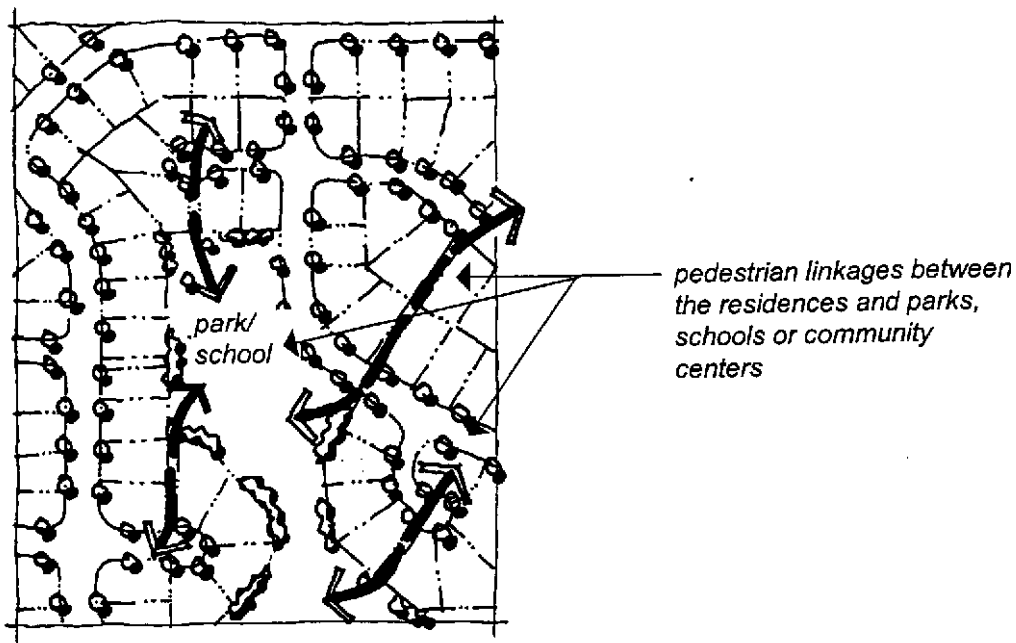 park/
school
pedestrian linkages between
the residences and parks,
schools or community
centers